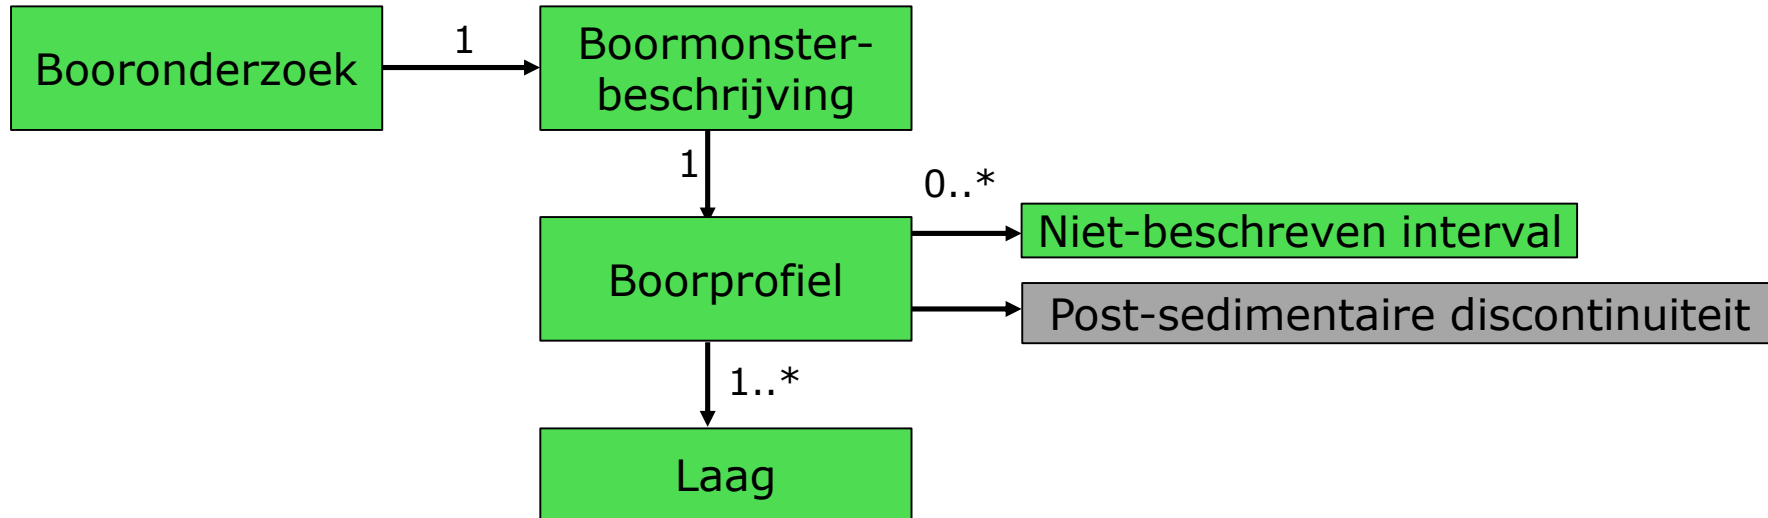 Booronderzoek
1
Boormonster-
beschrijving
1
0..*
Niet-beschreven interval
Boorprofiel
Post-sedimentaire discontinuiteit
1..*
Laag